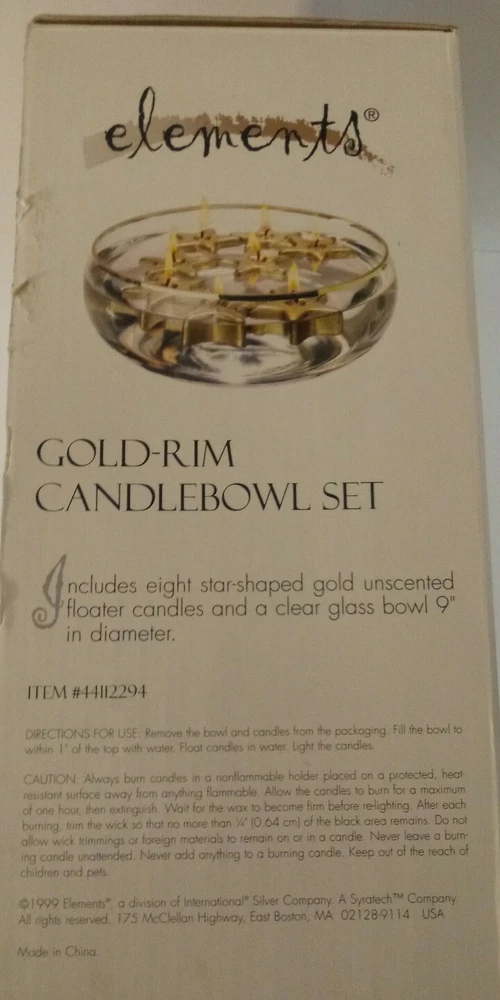 elements®
GOLD-RIM
CANDLEBOWL SET
Includes eight star-shaped gold unscented
floater candles and a clear glass bowl 9"
in diameter.
ITEM #44112294
DIRECTIONS FOR USE: Remove the bowl and candles from the packaging. Fill the bowl to
within 1" of the top with water. Float candles in water. Light the candles.
CAUTION: Always burn candles in a nonflammable holder placed on a protected, heat-
resistant surface away from anything flammable. Allow the candles to burn for a maximum
of one hour, then extinguish. Wait for the wax to become firm before re-lighting. After each
burning, trim the wick so that no more than ¼" (0.64 cm) of the black area remains. Do not
allow wick trimmings or foreign materials to remain on or in a candle. Never leave a burn-
ing candle unattended. Never add anything to a burning candle. Keep out of the reach of
children and pets.
©1999 Elements®, a division of International® Silver Company. A Syratech™ Company.
All rights reserved. 175 McClellan Highway, East Boston, MA 02128-9114 USA
Made in China.